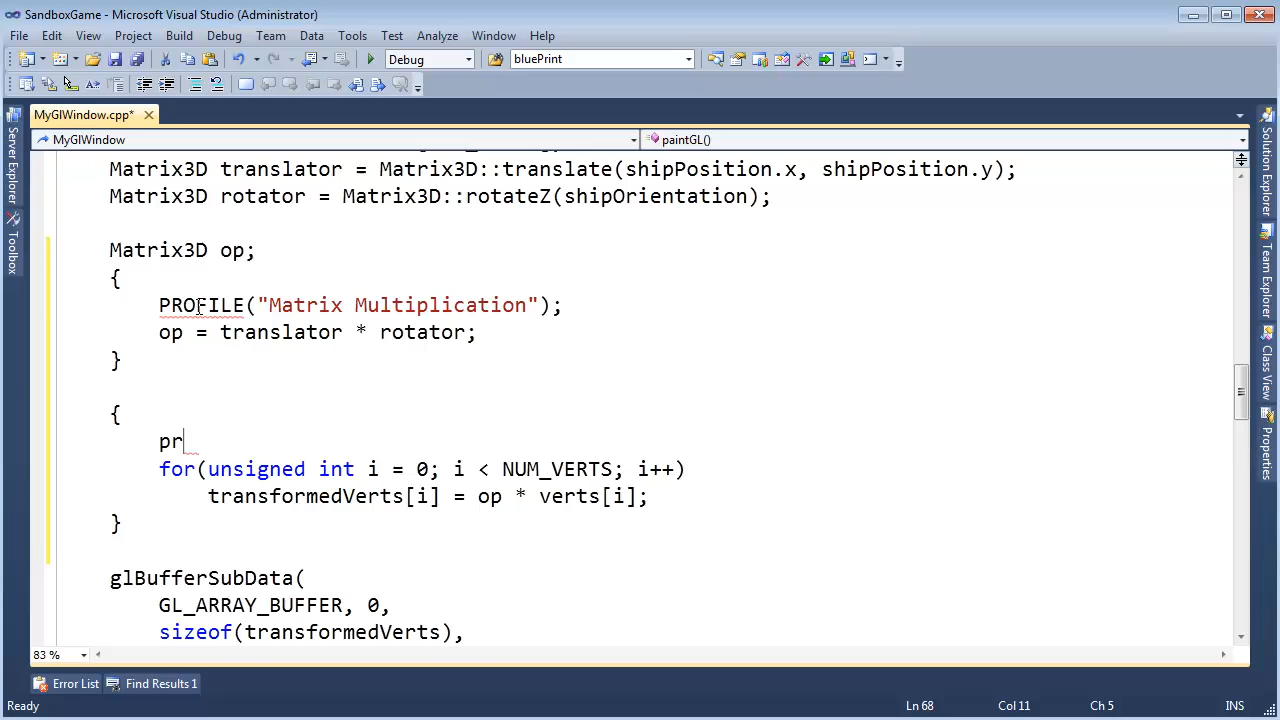 SandboxGame - Microsoft Visual Studio (Administrator)
File Edit View Project Build Debug Team Data Tools Test Analyze Window Help
Debug bluePrint
MyGlWindow.cpp*
MyGlWindow paintGL()
Matrix3D translator = Matrix3D::translate(shipPosition.x, shipPosition.y);
Matrix3D rotator = Matrix3D::rotateZ(shipOrientation);
Matrix3D op;
{
PROFILE("Matrix Multiplication");
op = translator * rotator;
}
{
pr
for(unsigned int i = 0; i < NUM_VERTS; i++)
transformedVerts[i] = op * verts[i];
}
glBufferSubData(
GL_ARRAY_BUFFER, 0,
sizeof(transformedVerts),
83 %
Server Explorer
Toolbox
Solution Explorer
Team Explorer
Class View
Properties
Error List Find Results 1
Ready Ln 68 Col 11 Ch 5 INS